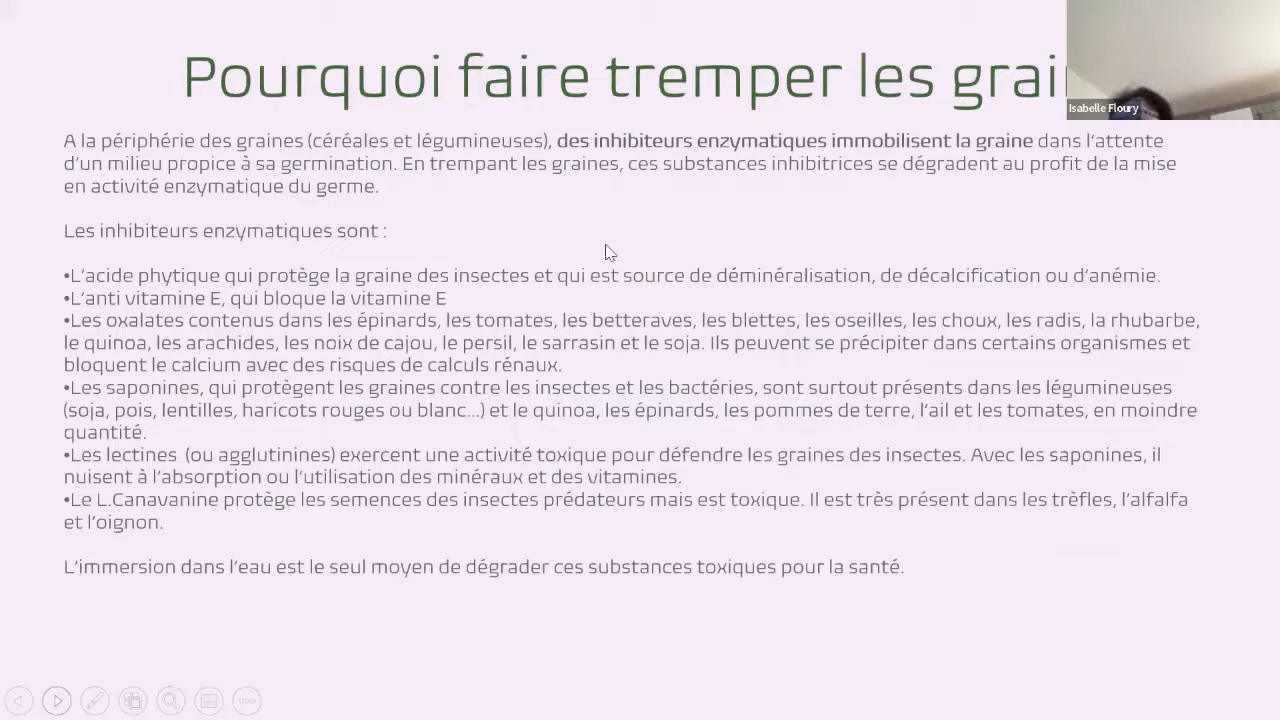 Pourquoi faire tremper les grai
Isabelle Floury
A la périphérie des graines (céréales et légumineuses), des inhibiteurs enzymatiques immobilisent la graine dans l'attente
d'un milieu propice à sa germination. En trempant les graines, ces substances inhibitrices se dégradent au profit de la mise
en activité enzymatique du germe.
Les inhibiteurs enzymatiques sont :
•L'acide phytique qui protège la graine des insectes et qui est source de déminéralisation, de décalcification ou d'anémie.
•L'anti vitamine E, qui bloque la vitamine E
•Les oxalates contenus dans les épinards, les tomates, les betteraves, les blettes, les oseilles, les choux, les radis, la rhubarbe,
le quinoa, les arachides, les noix de cajou, le persil, le sarrasin et le soja. Ils peuvent se précipiter dans certains organismes et
bloquent le calcium avec des risques de calculs rénaux.
•Les saponines, qui protègent les graines contre les insectes et les bactéries, sont surtout présents dans les légumineuses
(soja, pois, lentilles, haricots rouges ou blanc...) et le quinoa, les épinards, les pommes de terre, l'ail et les tomates, en moindre
quantité.
•Les lectines (ou agglutinines) exercent une activité toxique pour défendre les graines des insectes. Avec les saponines, il
nuisent à l'absorption ou l'utilisation des minéraux et des vitamines.
•Le L.Canavanine protège les semences des insectes prédateurs mais est toxique. Il est très présent dans les trèfles, l'alfalfa
et l'oignon.
L'immersion dans l'eau est le seul moyen de dégrader ces substances toxiques pour la santé.